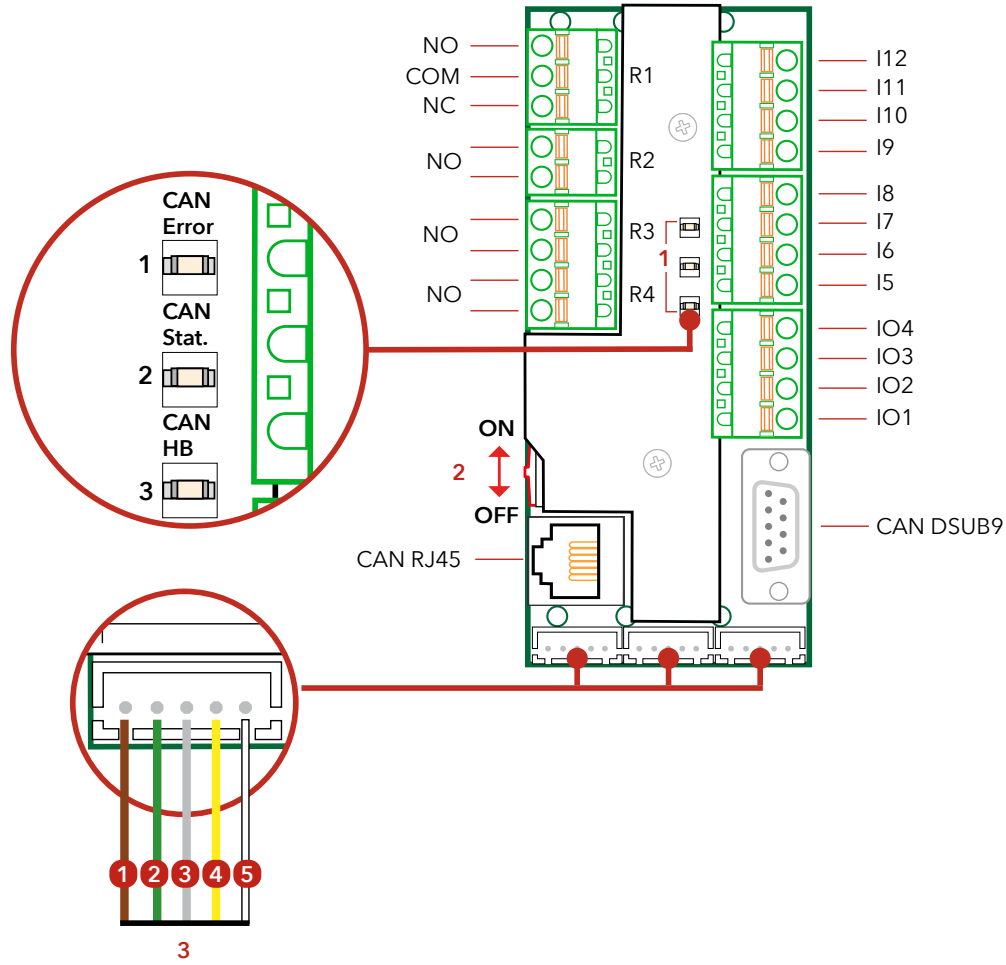 NO
COM
NC
R1
NO
R2
NO
R3
NO
R4
1
I12
I11
I10
I9
I8
I7
I6
I5
IO4
IO3
IO2
IO1
CAN
Error
1
CAN
Stat.
2
CAN
HB
3
ON
2
OFF
CAN RJ45
CAN DSUB9
1 2 3 4 5
3